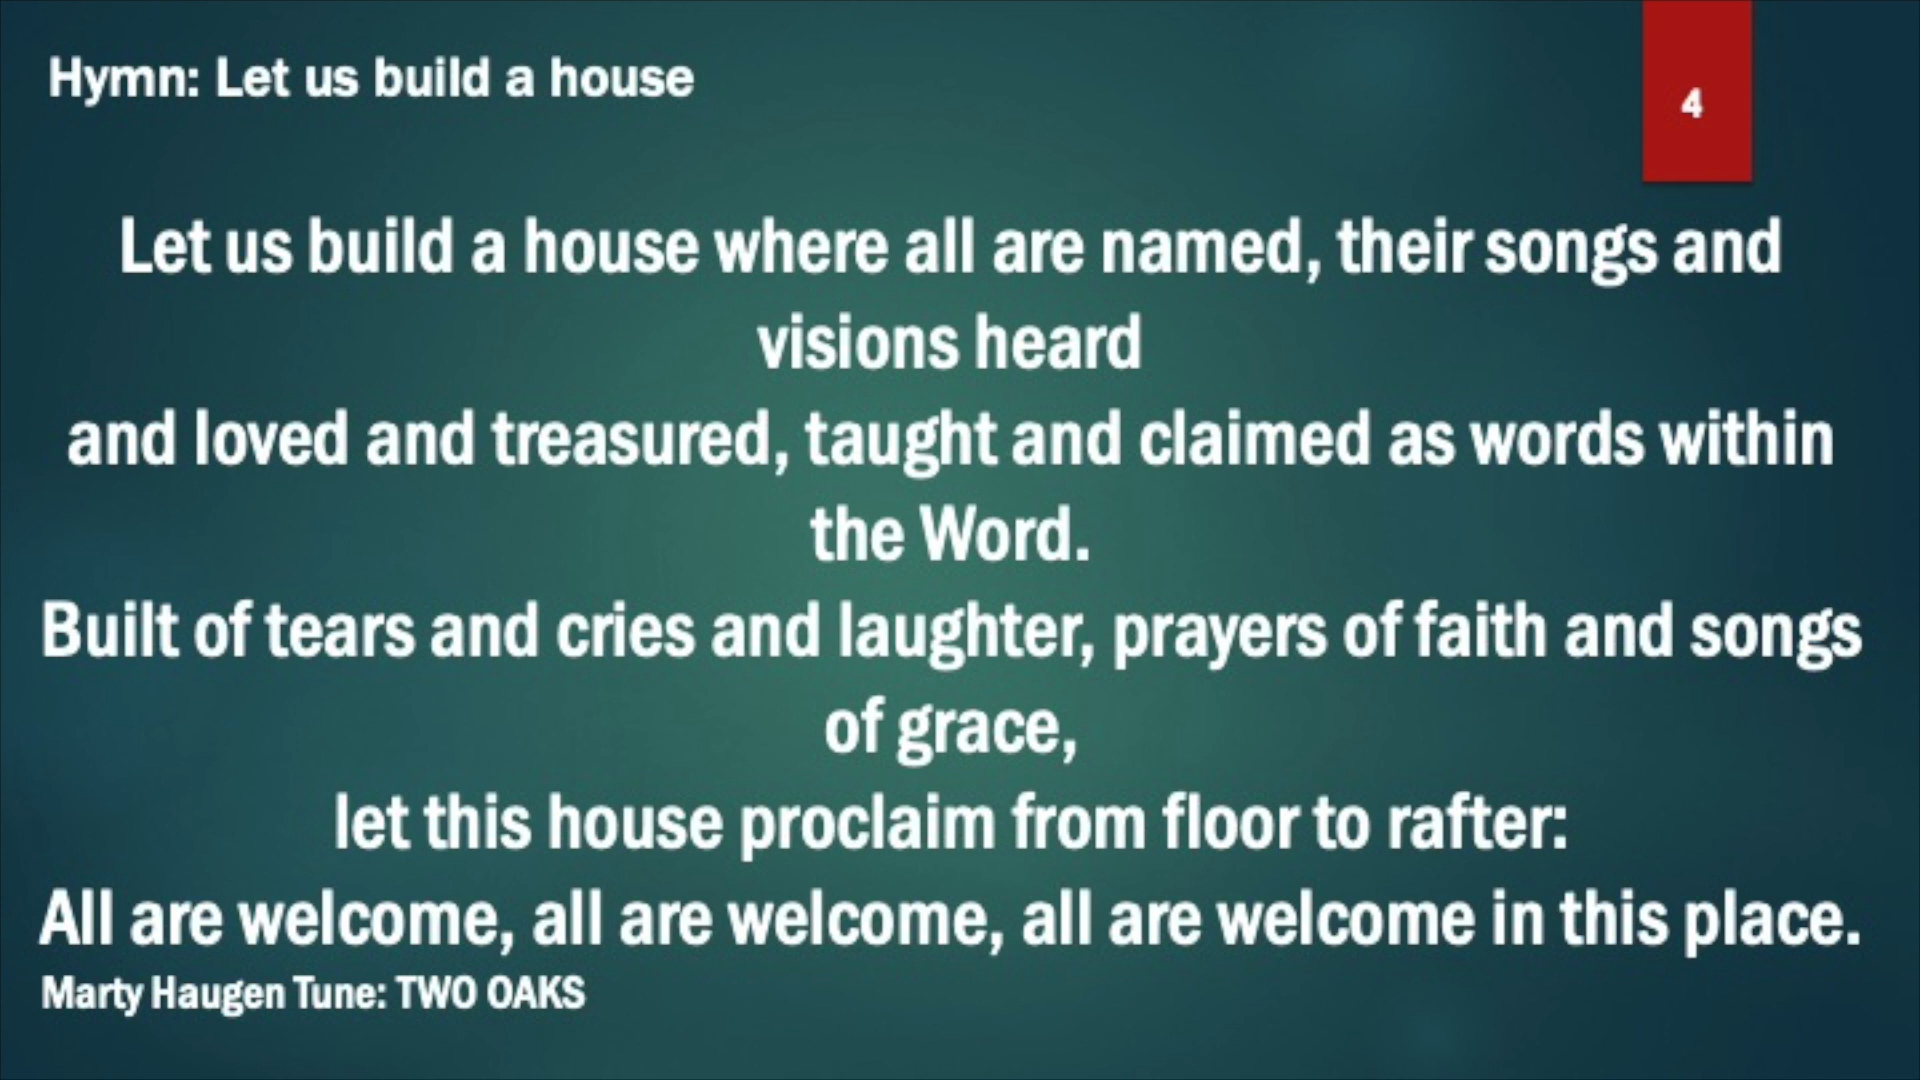 Hymn: Let us build a house
4
Let us build a house where all are named, their songs and
visions heard
and loved and treasured, taught and claimed as words within
the Word.
Built of tears and cries and laughter, prayers of faith and songs
of grace,
let this house proclaim from floor to rafter:
All are welcome, all are welcome, all are welcome in this place.
Marty Haugen Tune: TWO OAKS